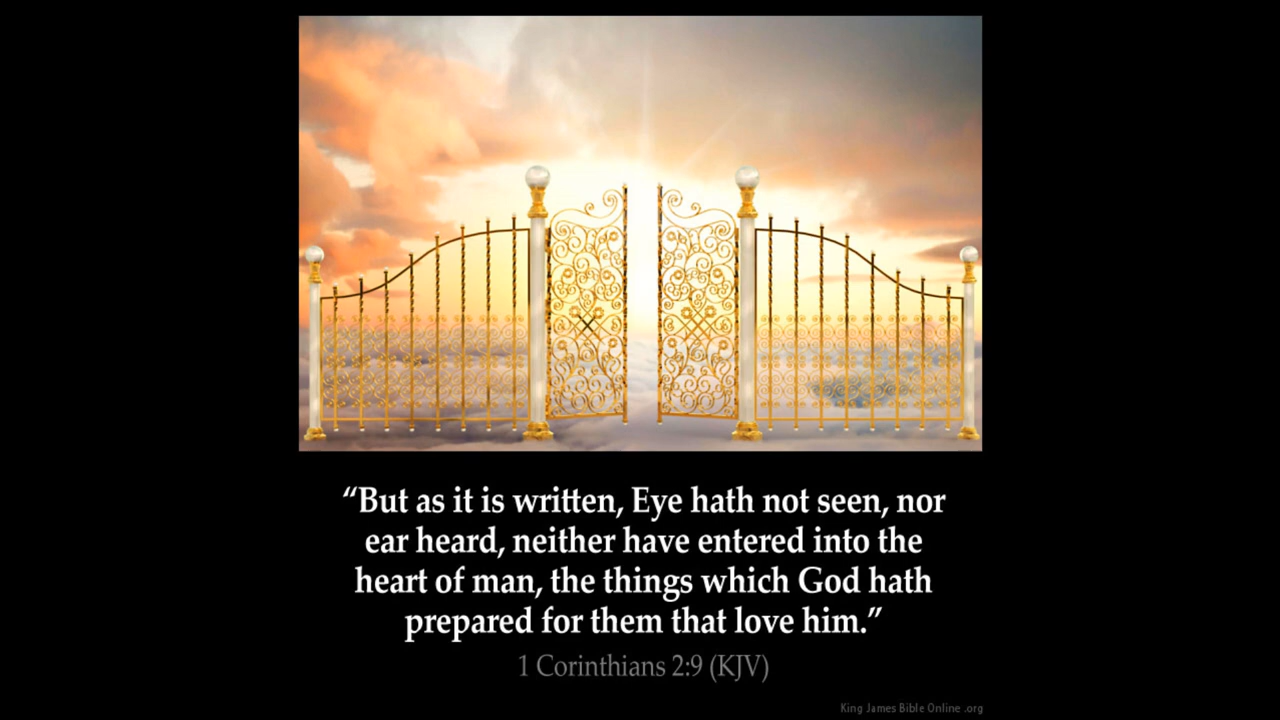 “But as it is written, Eye hath not seen, nor
ear heard, neither have entered into the
heart of man, the things which God hath
prepared for them that love him.”
1 Corinthians 2:9 (KJV)
King James Bible Online .org